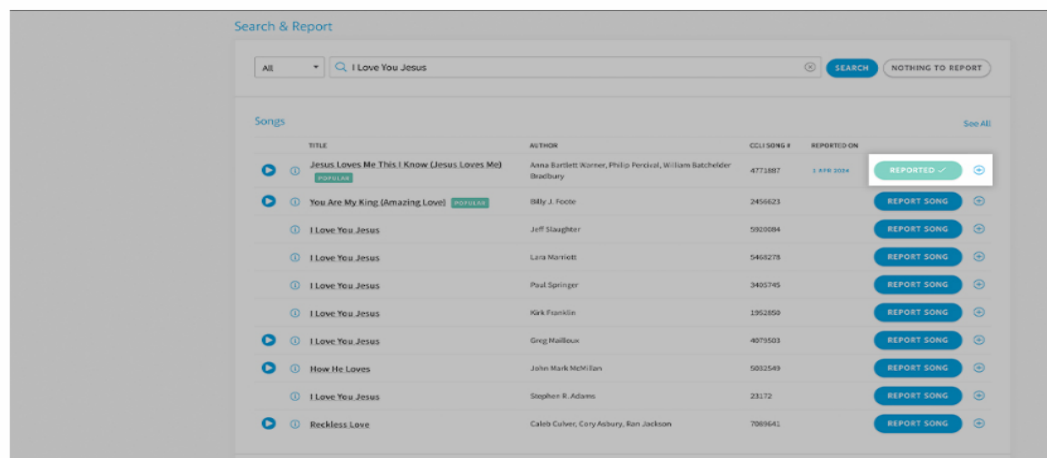 Search & Report
All I Love You Jesus SEARCH NOTHING TO REPORT
Songs See All
TITLE AUTHOR CCLI SONG # REPORTED ON
Jesus Loves Me This I Know (Jesus Loves Me) Anna Bartlett Warner, Philip Percival, William Batchelder 4771887 2 APR 2024 REPORTED
POPULAR Bradbury
You Are My King (Amazing Love) POPULAR Billy J. Foote 2456623 REPORT SONG
I Love You Jesus Jeff Slaughter 5920084 REPORT SONG
I Love You Jesus Lara Marriott 5468278 REPORT SONG
I Love You Jesus Paul Springer 3405745 REPORT SONG
I Love You Jesus Kirk Franklin 1952850 REPORT SONG
I Love You Jesus Greg Mailloux 4079503 REPORT SONG
How He Loves John Mark McMillan 5032549 REPORT SONG
I Love You Jesus Stephen R. Adams 23172 REPORT SONG
Reckless Love Caleb Culver, Cory Asbury, Ran Jackson 7089641 REPORT SONG